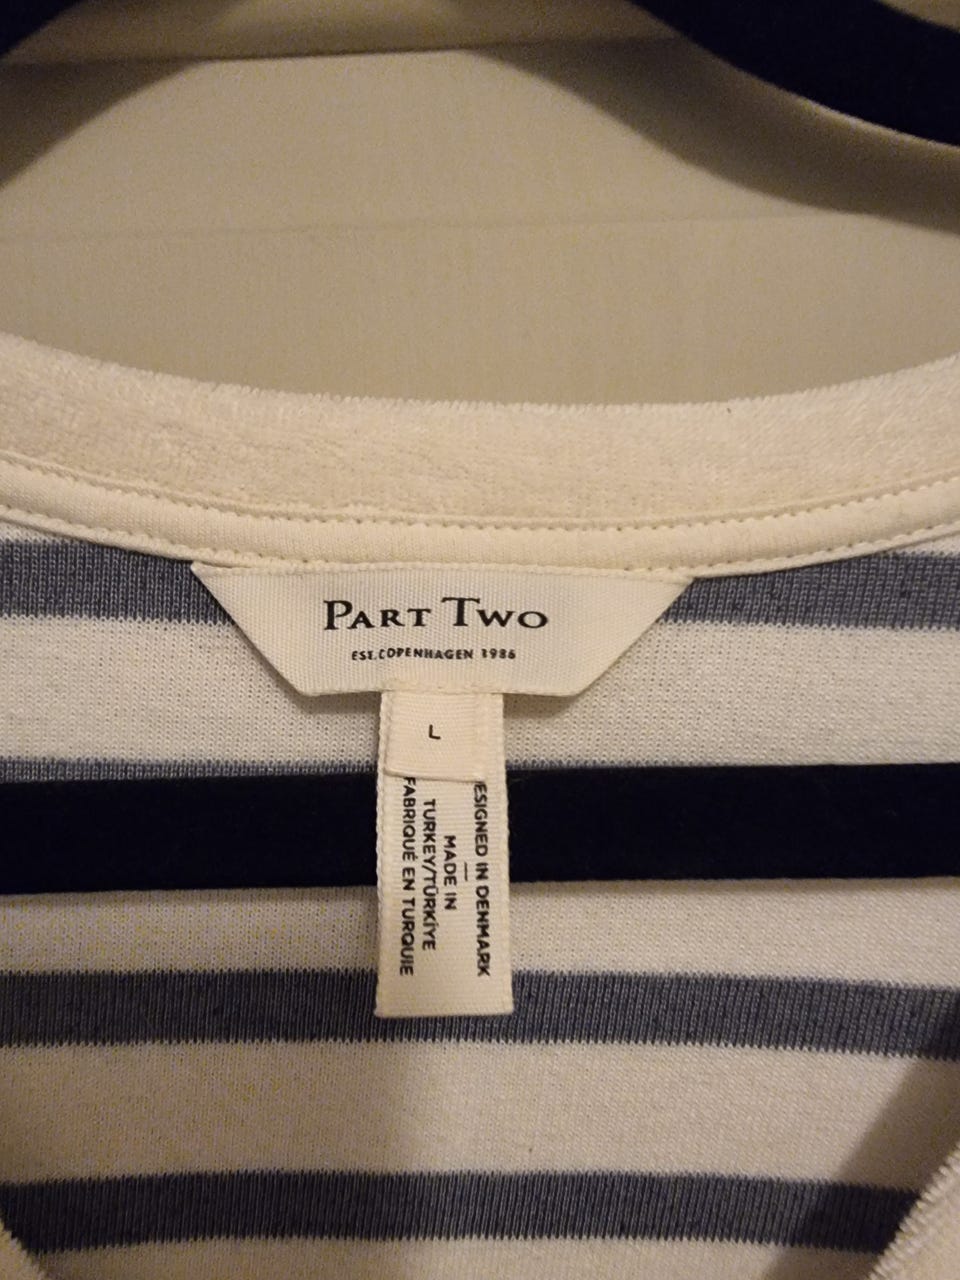 PART TWO
EST. COPENHAGEN 1986
L
ESIGNED IN DENMARK
—
MADE IN
TURKEY/TÜRKİYE
FABRIQUÉ EN TURQUIE